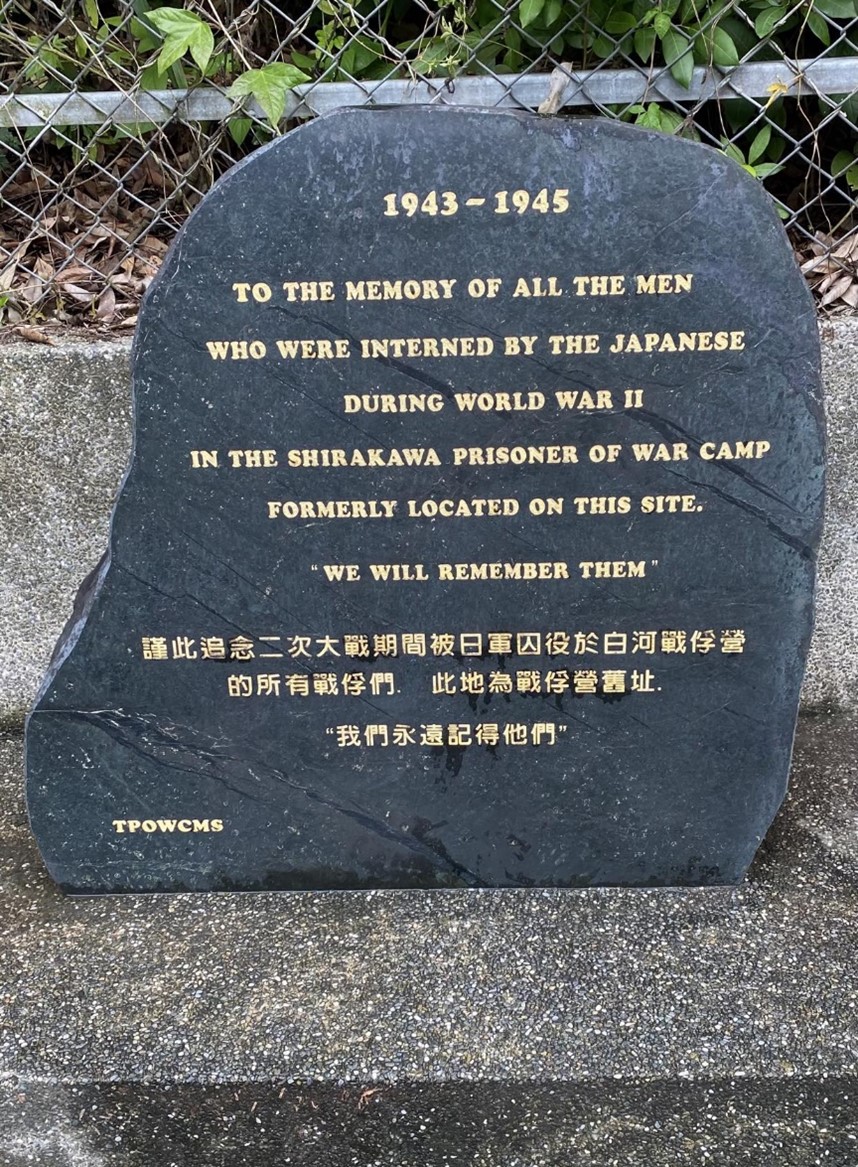 1943 – 1945
TO THE MEMORY OF ALL THE MEN
WHO WERE INTERNED BY THE JAPANESE
DURING WORLD WAR II
IN THE SHIRAKAWA PRISONER OF WAR CAMP
FORMERLY LOCATED ON THIS SITE.
“WE WILL REMEMBER THEM”
謹此追念二次大戰期間被日軍囚役於白河戰俘營
的所有戰俘們. 此地為戰俘營舊址.
“我們永遠記得他們”
TPOWCMS